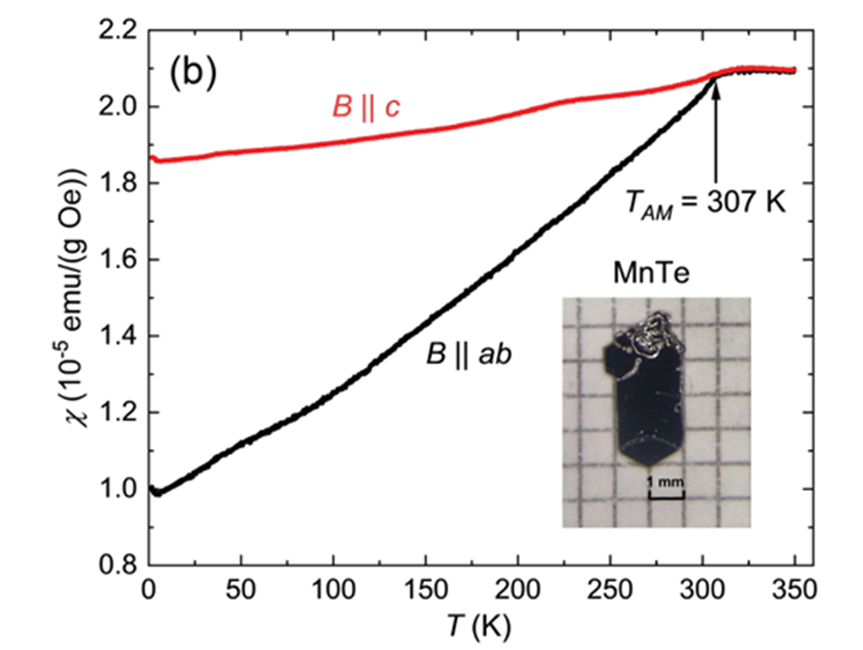 2.2
(b)
2.0
B || c
1.8
T_AM = 307 K
1.6
MnTe
1.4
B || ab
1.2
1 mm
1.0
0.8
χ (10⁻⁵ emu/(g Oe))
0 50 100 150 200 250 300 350
T (K)